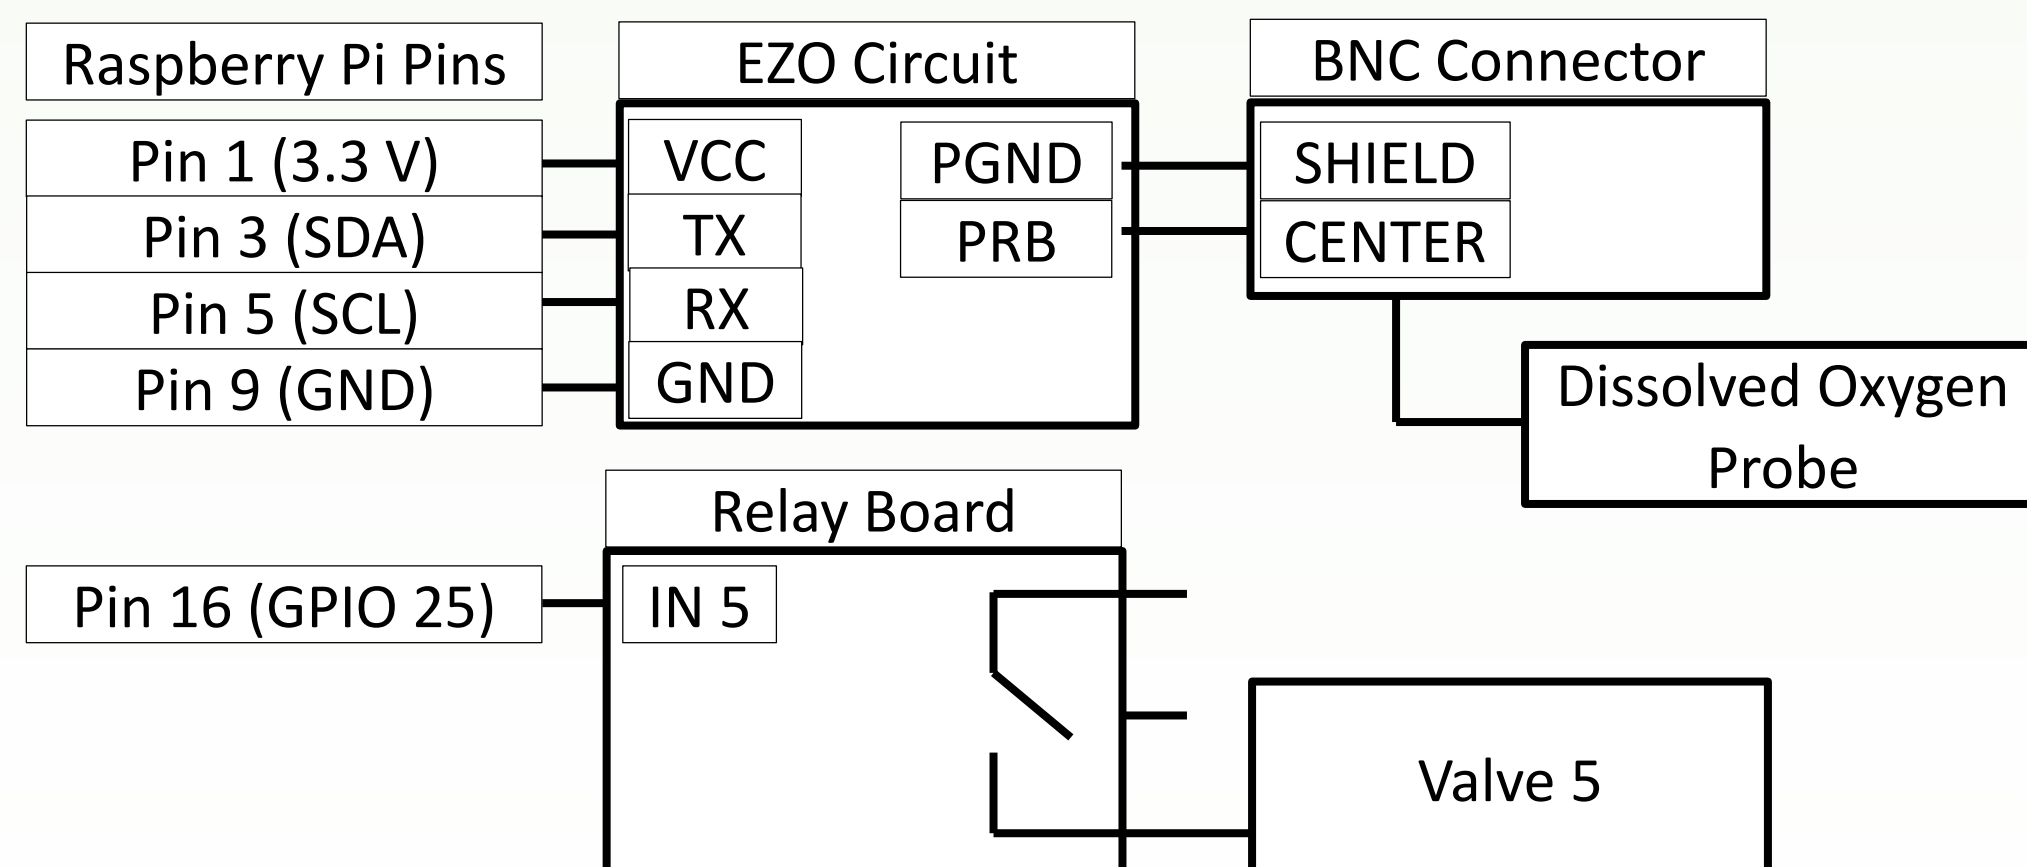 Raspberry Pi Pins
EZO Circuit
BNC Connector
Pin 1 (3.3 V)
VCC
PGND
SHIELD
Pin 3 (SDA)
TX
PRB
CENTER
Pin 5 (SCL)
RX
Pin 9 (GND)
GND
Dissolved Oxygen
Probe
Relay Board
Pin 16 (GPIO 25)
IN 5
Valve 5